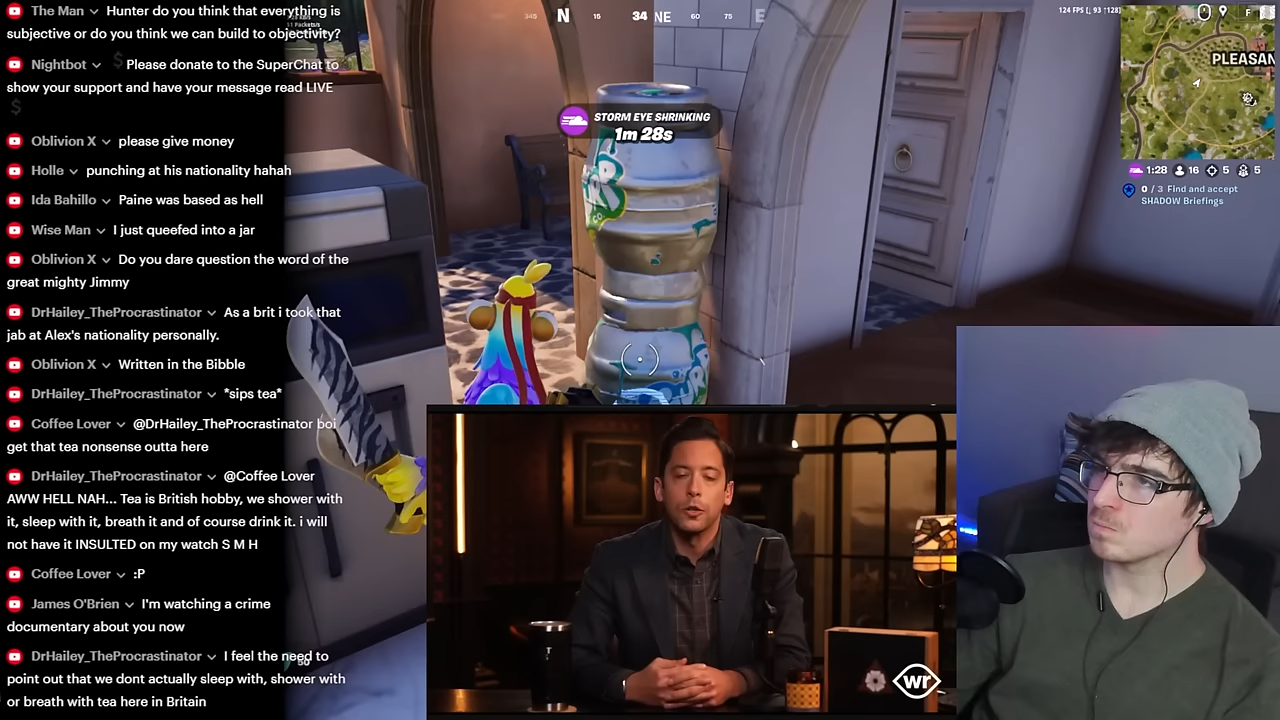 The Man Hunter do you think that everything is
subjective or do you think we can build to objectivity?
Nightbot $ Please donate to the SuperChat to
show your support and have your message read LIVE
$
Oblivion X please give money
Holle punching at his nationality hahah
Ida Bahillo Paine was based as hell
Wise Man I just queefed into a jar
Oblivion X Do you dare question the word of the
great mighty Jimmy
DrHailey_TheProcrastinator As a brit i took that
jab at Alex's nationality personally.
Oblivion X Written in the Bibble
DrHailey_TheProcrastinator *sips tea*
Coffee Lover @DrHailey_TheProcrastinator boi
get that tea nonsense outta here
DrHailey_TheProcrastinator @Coffee Lover
AWW HELL NAH... Tea is British hobby, we shower with
it, sleep with it, breath it and of course drink it. i will
not have it INSULTED on my watch S M H
Coffee Lover :P
James O'Brien I'm watching a crime
documentary about you now
DrHailey_TheProcrastinator I feel the need to
point out that we dont actually sleep with, shower with
or breath with tea here in Britain
345 N 15 34 NE 60 75 E
STORM EYE SHRINKING
1m 28s
124 FPS [¦ 93 ↑128]
F
PLEASAN
1:28 16 5 5
0 / 3 Find and accept
SHADOW Briefings
wr